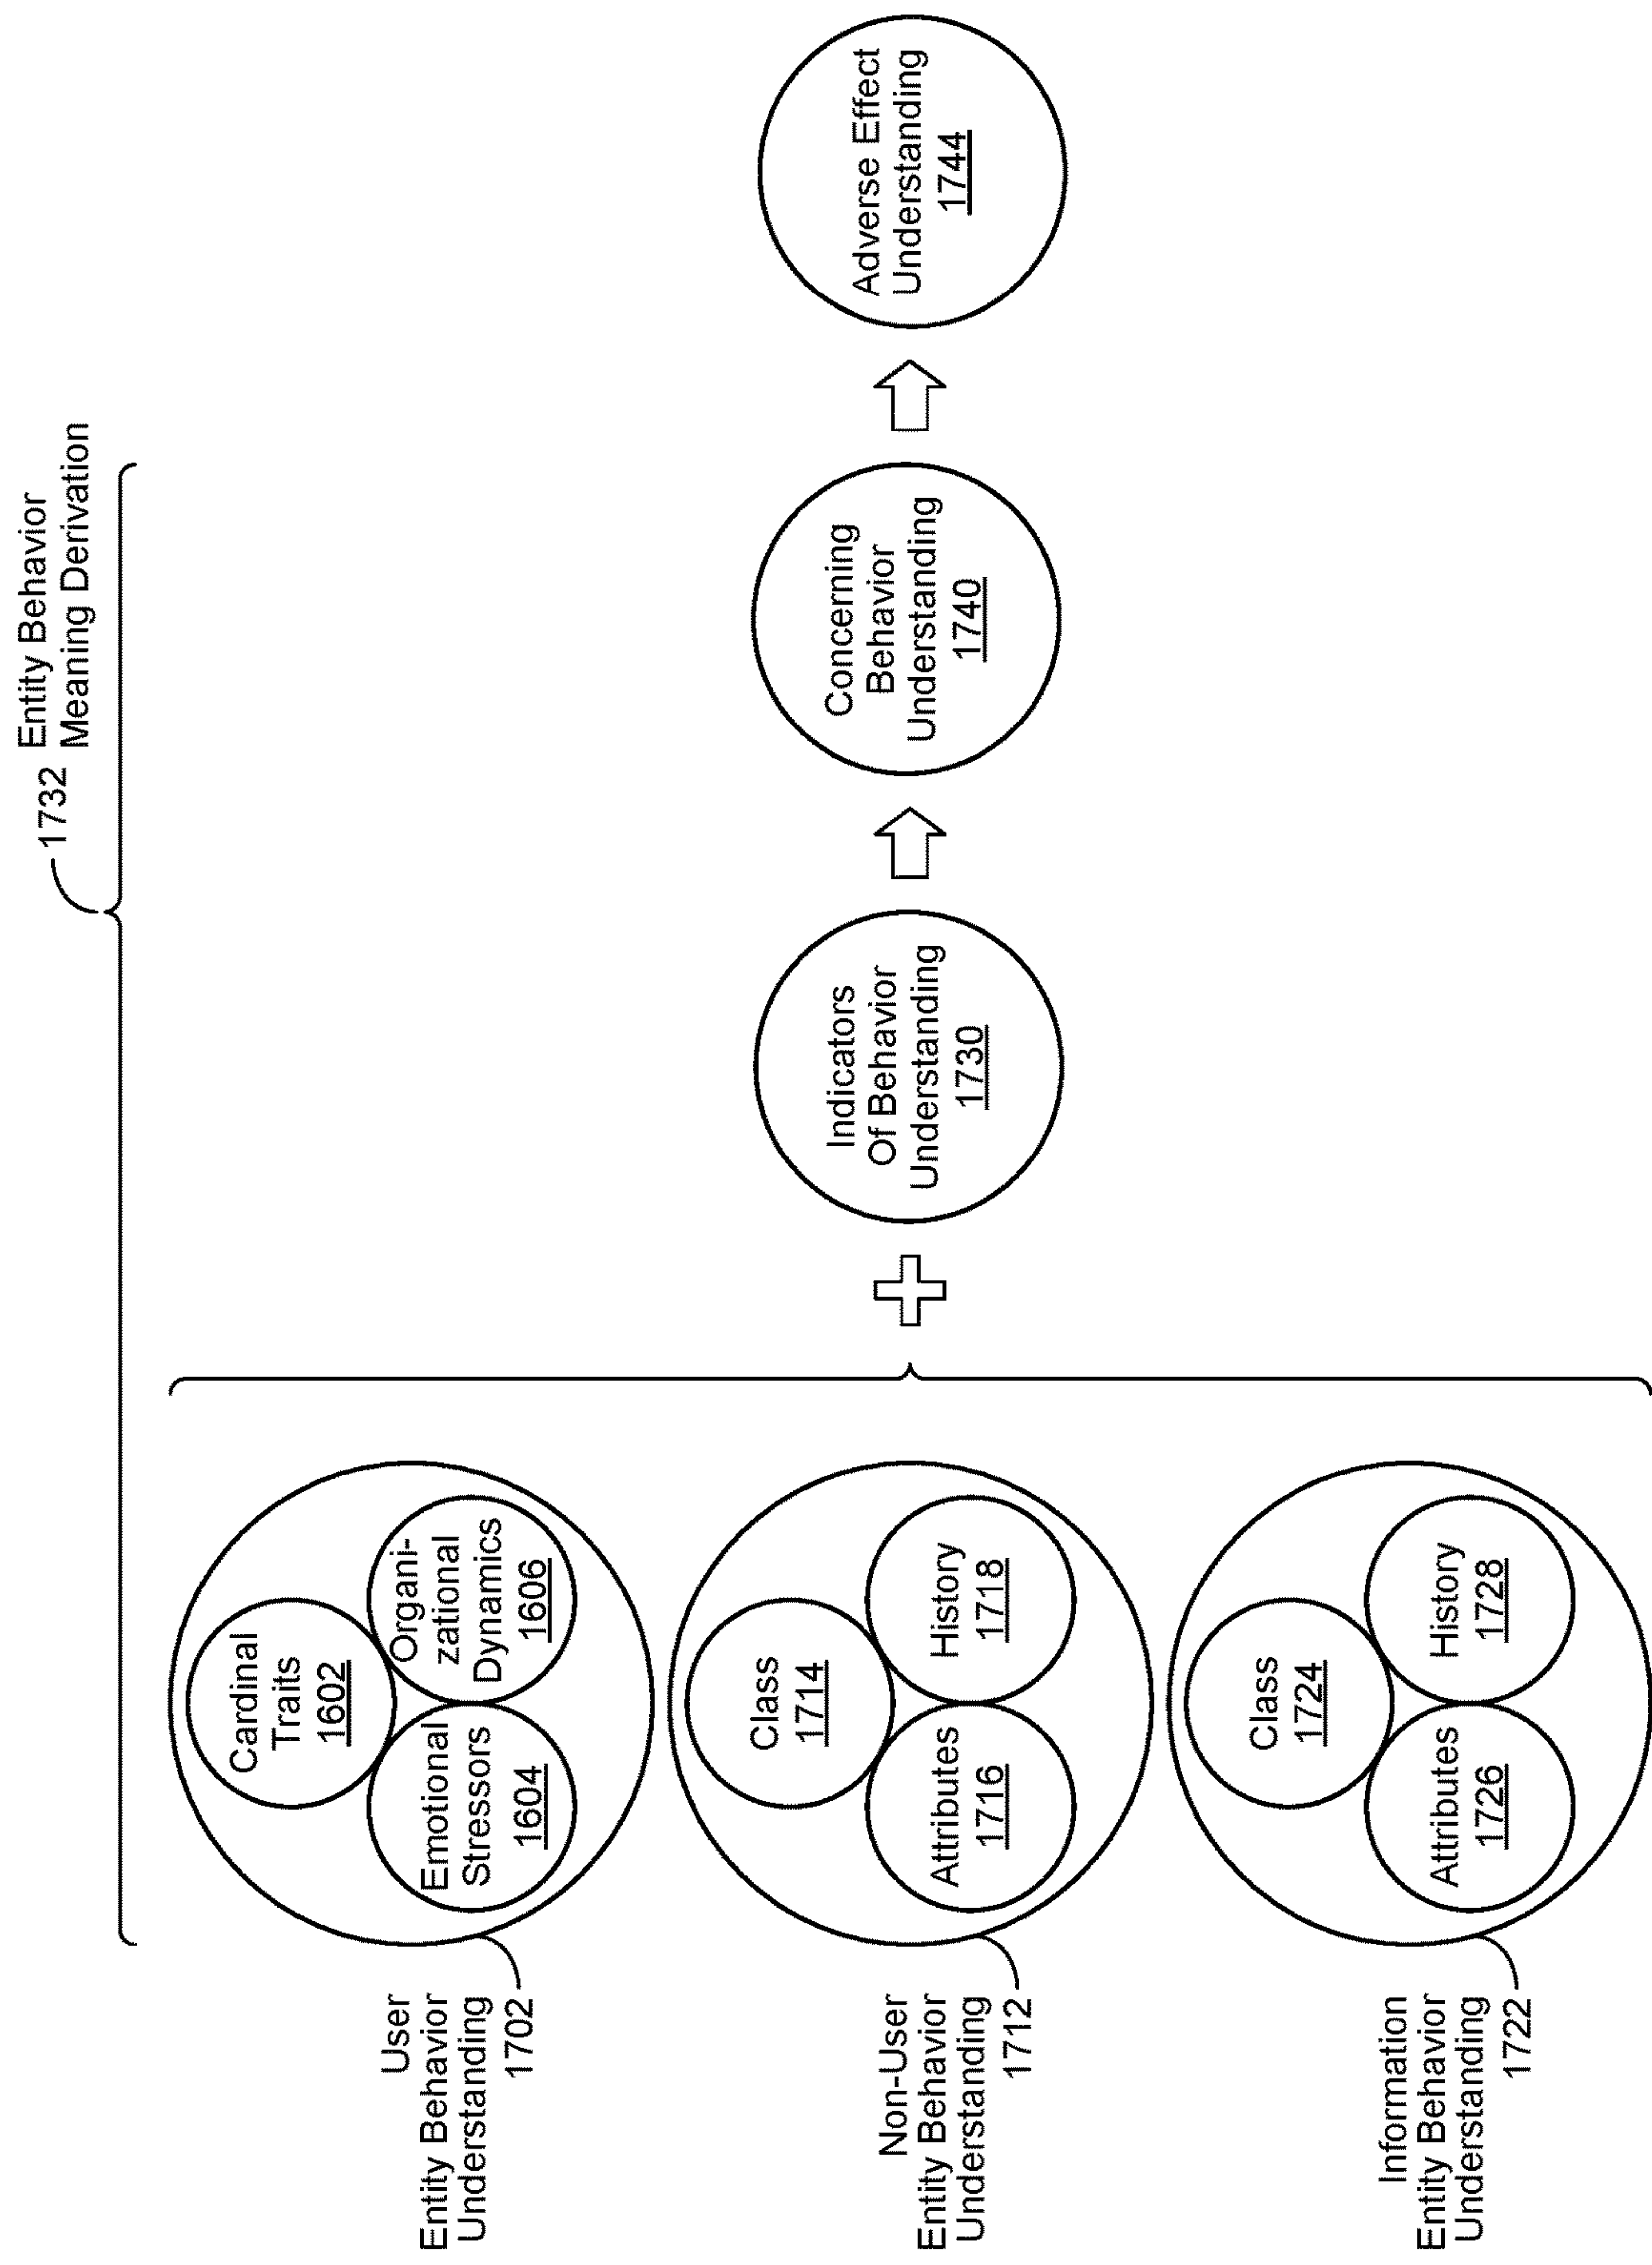 1732 Entity Behavior
Meaning Derivation
User
Entity Behavior
Understanding
1702
Cardinal
Traits
1602
Emotional
Stressors
1604
Organi-
zational
Dynamics
1606
Non-User
Entity Behavior
Understanding
1712
Class
1714
Attributes
1716
History
1718
Information
Entity Behavior
Understanding
1722
Class
1724
Attributes
1726
History
1728
Indicators
Of Behavior
Understanding
1730
Concerning
Behavior
Understanding
1740
Adverse Effect
Understanding
1744